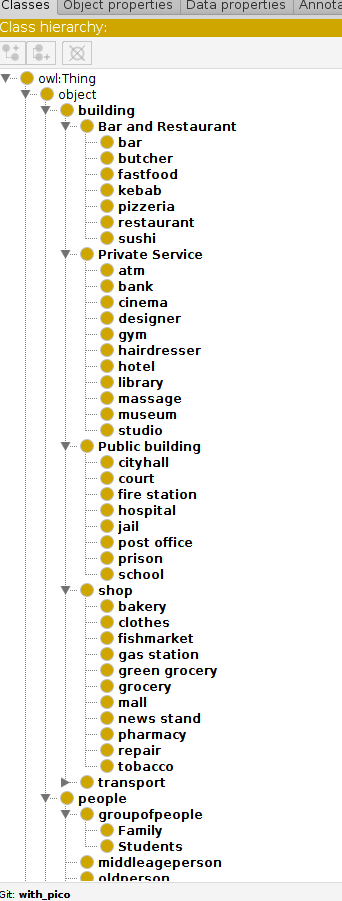 Classes Object properties Data properties Annota
Class hierarchy:
owl:Thing
object
building
Bar and Restaurant
bar
butcher
fastfood
kebab
pizzeria
restaurant
sushi
Private Service
atm
bank
cinema
designer
gym
hairdresser
hotel
library
massage
museum
studio
Public building
cityhall
court
fire station
hospital
jail
post office
prison
school
shop
bakery
clothes
fishmarket
gas station
green grocery
grocery
mall
news stand
pharmacy
repair
tobacco
transport
people
groupofpeople
Family
Students
middleageperson
oldperson
Git: with_pico